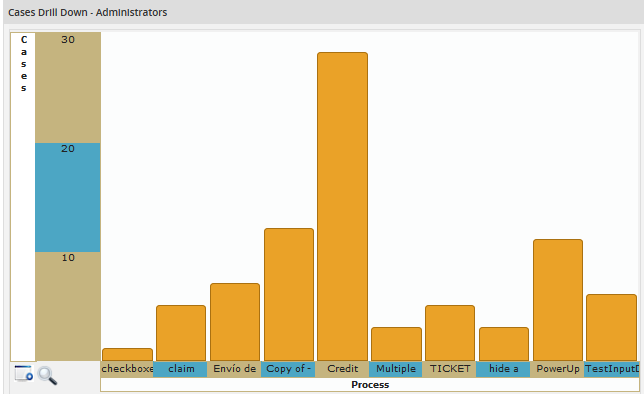 Cases Drill Down - Administrators
Cases
30
20
10
checkboxe claim Envío de Copy of - Credit Multiple TICKET hide a PowerUp TestInputD
Process